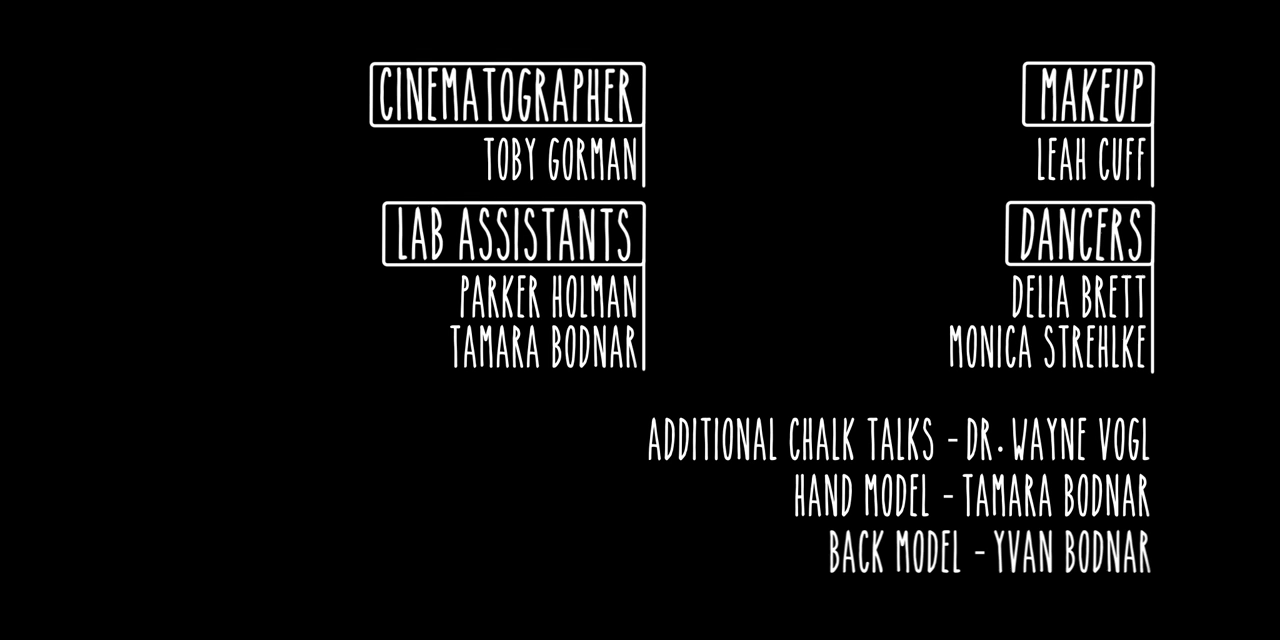 CINEMATOGRAPHER
TOBY GORMAN
LAB ASSISTANTS
PARKER HOLMAN
TAMARA BODNAR
MAKEUP
LEAH CUFF
DANCERS
DELIA BRETT
MONICA STREHLKE
ADDITIONAL CHALK TALKS - DR. WAYNE VOGL
HAND MODEL - TAMARA BODNAR
BACK MODEL - YVAN BODNAR